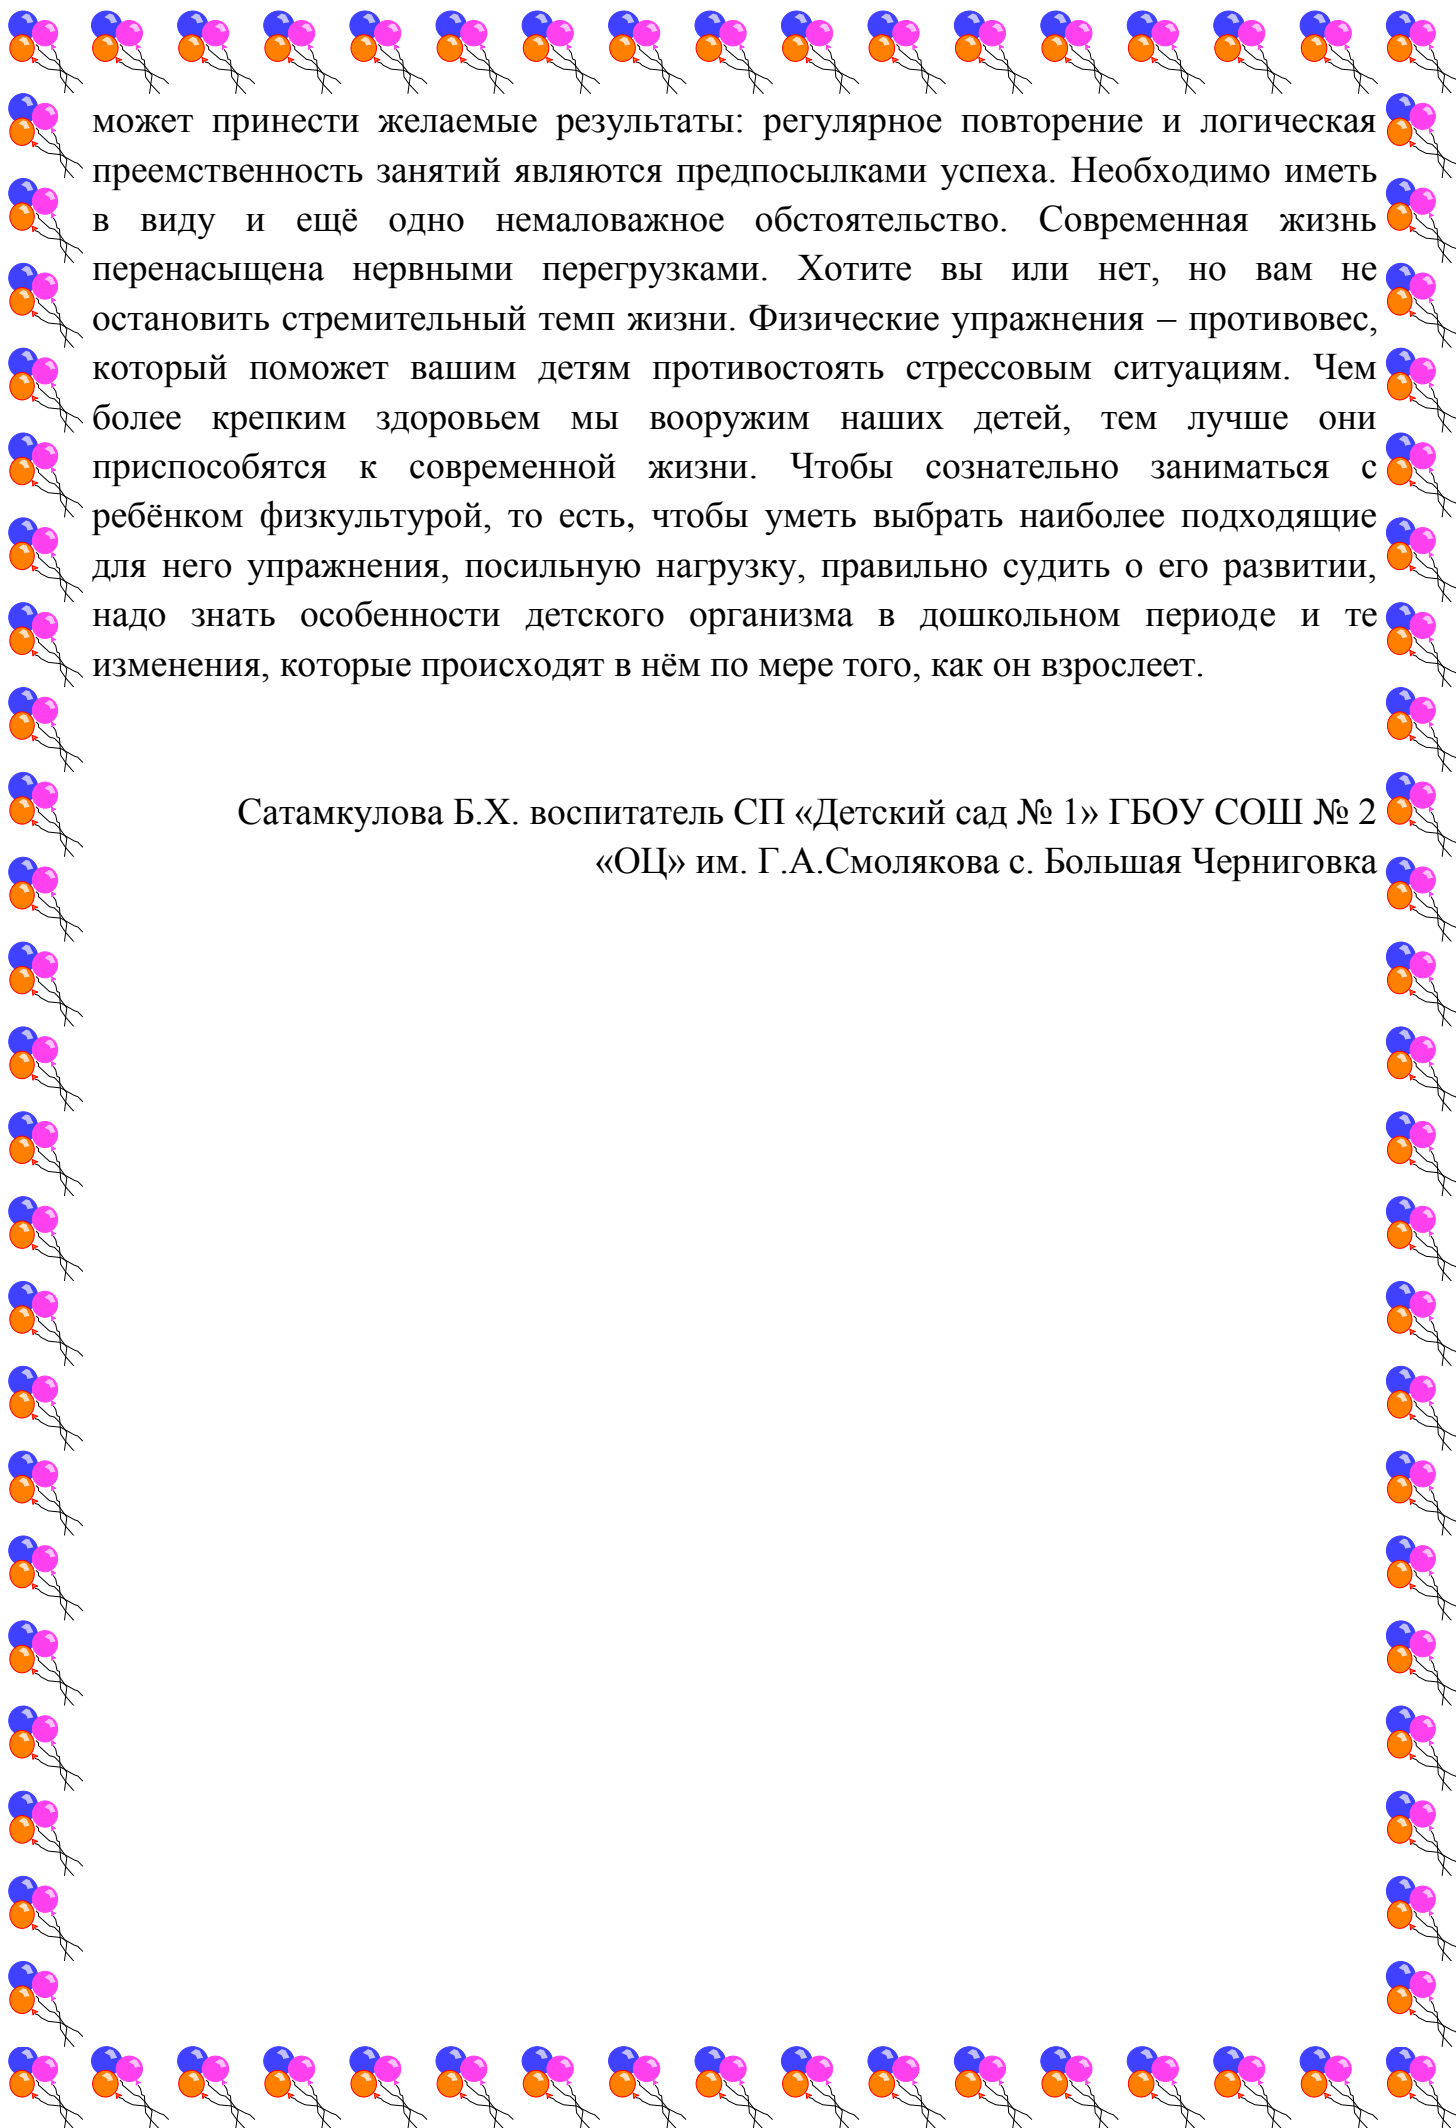 может принести желаемые результаты: регулярное повторение и логическая
преемственность занятий являются предпосылками успеха. Необходимо иметь
в виду и ещё одно немаловажное обстоятельство. Современная жизнь
перенасыщена нервными перегрузками. Хотите вы или нет, но вам не
остановить стремительный темп жизни. Физические упражнения – противовес,
который поможет вашим детям противостоять стрессовым ситуациям. Чем
более крепким здоровьем мы вооружим наших детей, тем лучше они
приспособятся к современной жизни. Чтобы сознательно заниматься с
ребёнком физкультурой, то есть, чтобы уметь выбрать наиболее подходящие
для него упражнения, посильную нагрузку, правильно судить о его развитии,
надо знать особенности детского организма в дошкольном периоде и те
изменения, которые происходят в нём по мере того, как он взрослеет.
Сатамкулова Б.Х. воспитатель СП «Детский сад № 1» ГБОУ СОШ № 2
«ОЦ» им. Г.А.Смолякова с. Большая Черниговка